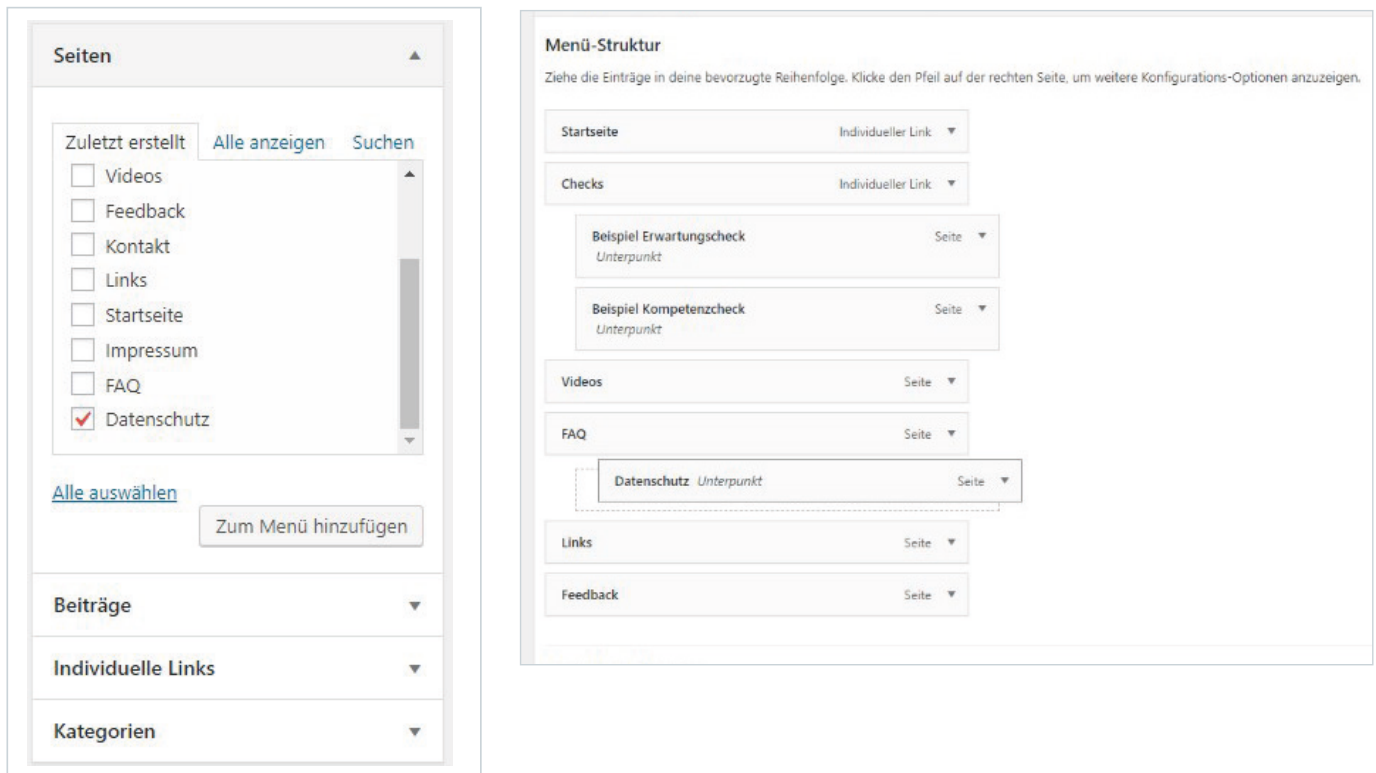 Seiten
Zuletzt erstellt Alle anzeigen Suchen
Videos
Feedback
Kontakt
Links
Startseite
Impressum
FAQ
Datenschutz
Alle auswählen
Zum Menü hinzufügen
Beiträge
Individuelle Links
Kategorien
Menü-Struktur
Ziehe die Einträge in deine bevorzugte Reihenfolge. Klicke den Pfeil auf der rechten Seite, um weitere Konfigurations-Optionen anzuzeigen.
Startseite Individueller Link
Checks Individueller Link
Beispiel Erwartungscheck Seite
Unterpunkt
Beispiel Kompetenzcheck Seite
Unterpunkt
Videos Seite
FAQ Seite
Datenschutz Unterpunkt Seite
Links Seite
Feedback Seite